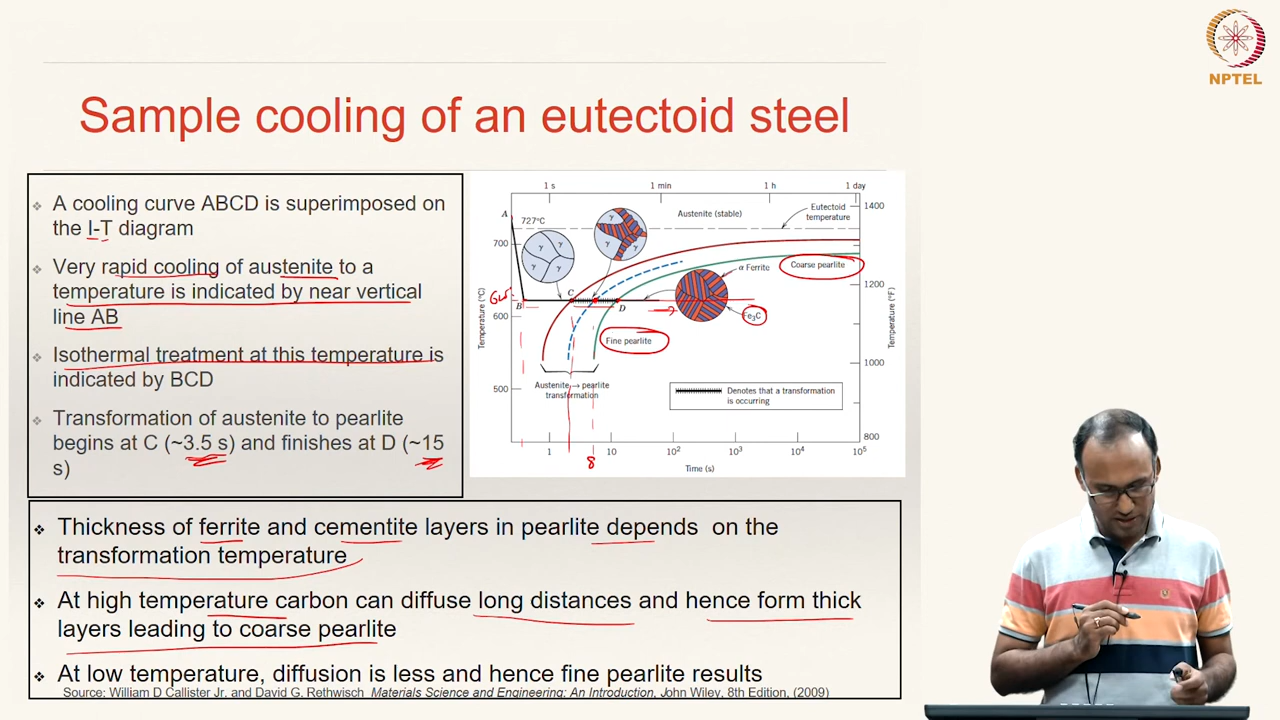 NPTEL
Sample cooling of an eutectoid steel
A cooling curve ABCD is superimposed on
the I-T diagram
Very rapid cooling of austenite to a
temperature is indicated by near vertical
line AB
Isothermal treatment at this temperature is
indicated by BCD
Transformation of austenite to pearlite
begins at C (~3.5 s) and finishes at D (~15
s)
1 s 1 min 1 h 1 day
A
727°C
Austenite (stable)
Eutectoid
temperature
1400
700
γ γ γ γ
γ γ
α Ferrite
Coarse pearlite
1200
B C D
Fe₃C
600
Fine pearlite
Temperature (°C)
Temperature (°F)
1000
500
Austenite → pearlite
transformation
Denotes that a transformation
is occurring
800
1 10 10² 10³ 10⁴ 10⁵
8
Time (s)
Thickness of ferrite and cementite layers in pearlite depends on the
transformation temperature
At high temperature carbon can diffuse long distances and hence form thick
layers leading to coarse pearlite
At low temperature, diffusion is less and hence fine pearlite results
Source: William D Callister Jr. and David G. Rethwisch Materials Science and Engineering: An Introduction, John Wiley, 8th Edition, (2009)